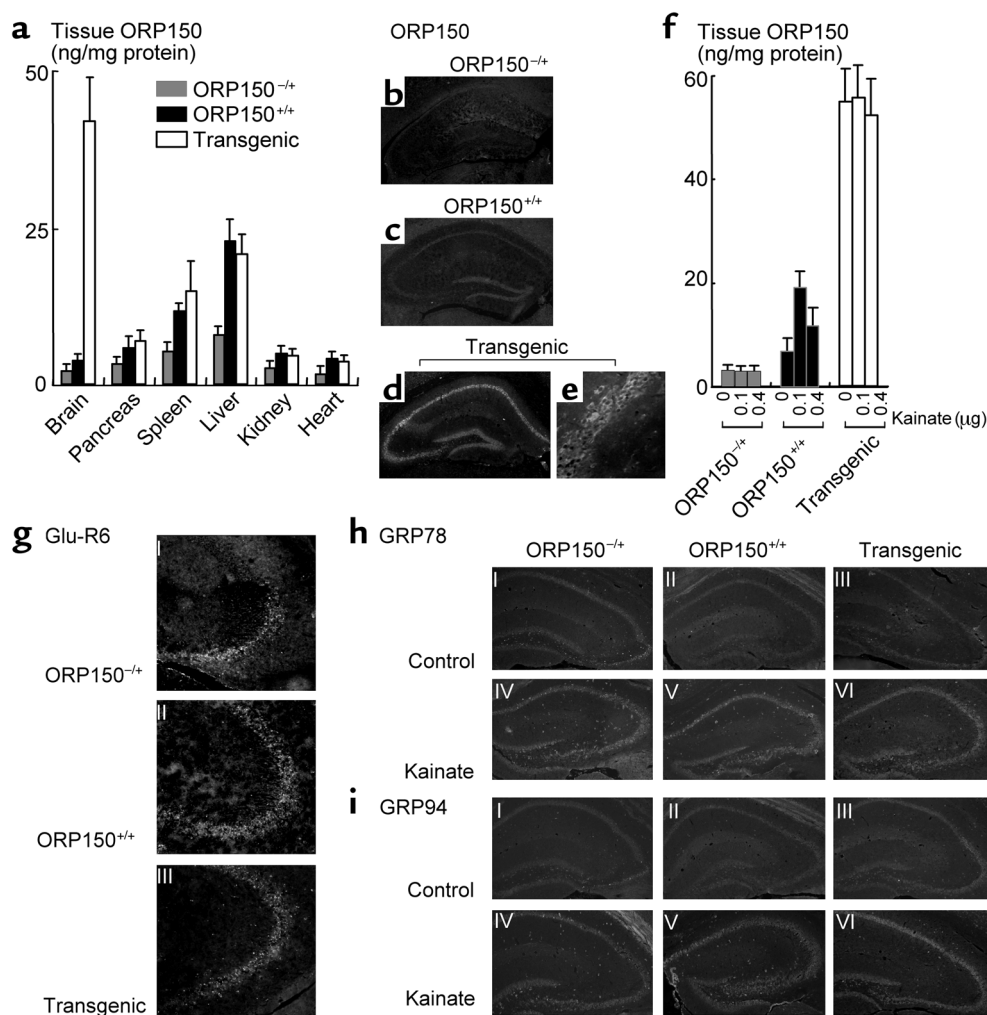 a
Tissue ORP150
(ng/mg protein)
50
25
0
ORP150−/+
ORP150+/+
Transgenic
Brain
Pancreas
Spleen
Liver
Kidney
Heart
ORP150
ORP150−/+
b
ORP150+/+
c
Transgenic
d
e
f
Tissue ORP150
(ng/mg protein)
60
40
20
0
0 0.1 0.4 0 0.1 0.4 0 0.1 0.4
Kainate (µg)
ORP150−/+
ORP150+/+
Transgenic
g Glu-R6
I
ORP150−/+
II
ORP150+/+
III
Transgenic
h GRP78
ORP150−/+ ORP150+/+ Transgenic
I II III
Control
IV V VI
Kainate
i GRP94
I II III
Control
IV V VI
Kainate